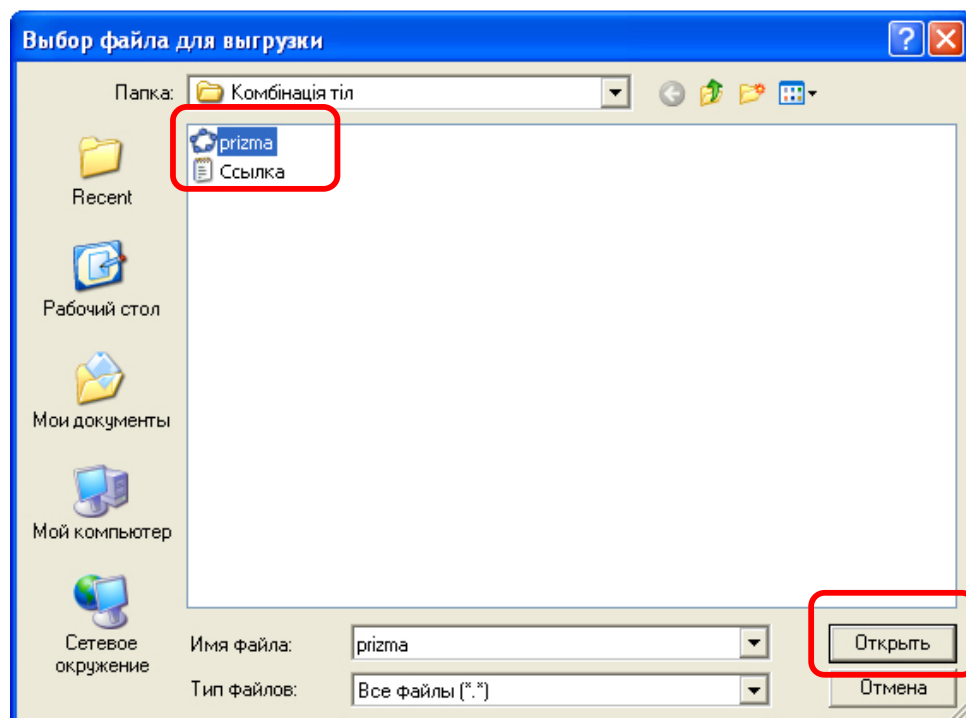 Выбор файла для выгрузки
Папка: Комбінація тіл
prizma
Ссылка
Recent
Рабочий стол
Мои документы
Мой компьютер
Сетевое
окружение
Имя файла: prizma Открыть
Тип файлов: Все файлы (*.*) Отмена